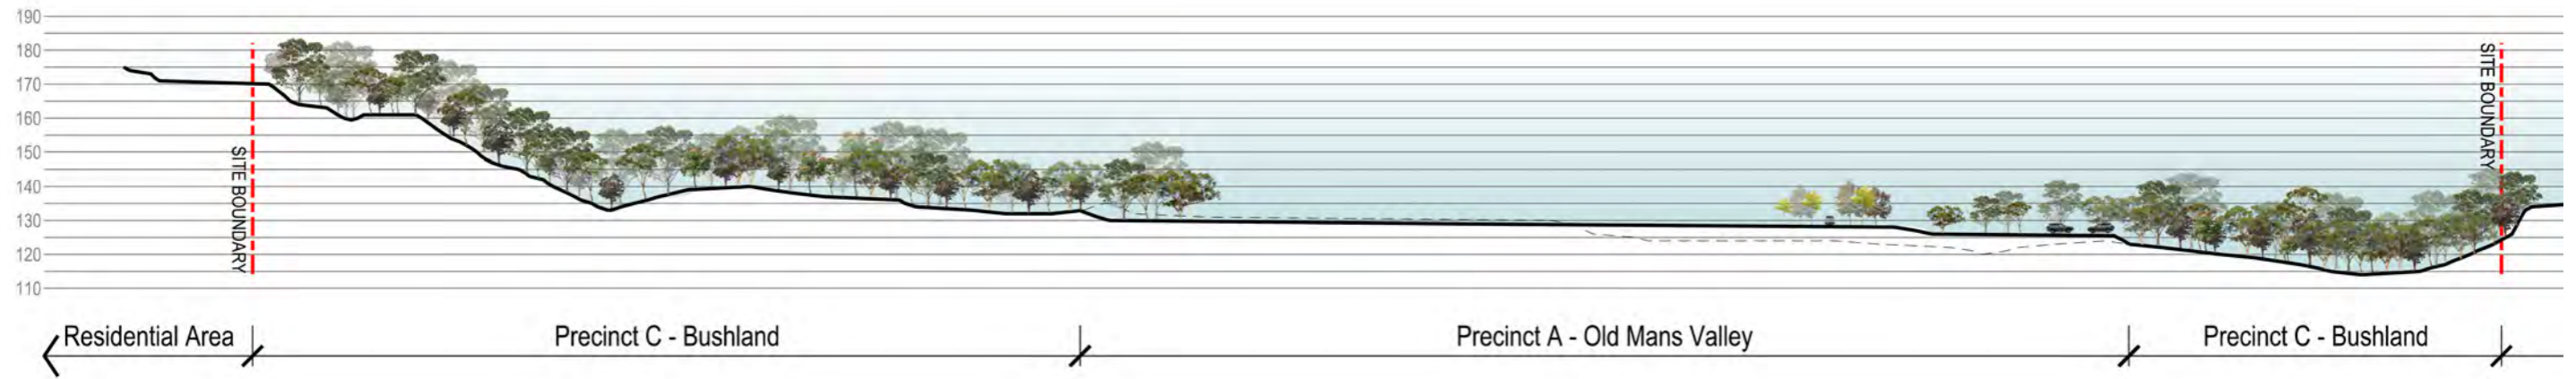 190
180
170
160
150
140
130
120
110
SITE BOUNDARY
SITE BOUNDARY
Residential Area
Precinct C - Bushland
Precinct A - Old Mans Valley
Precinct C - Bushland